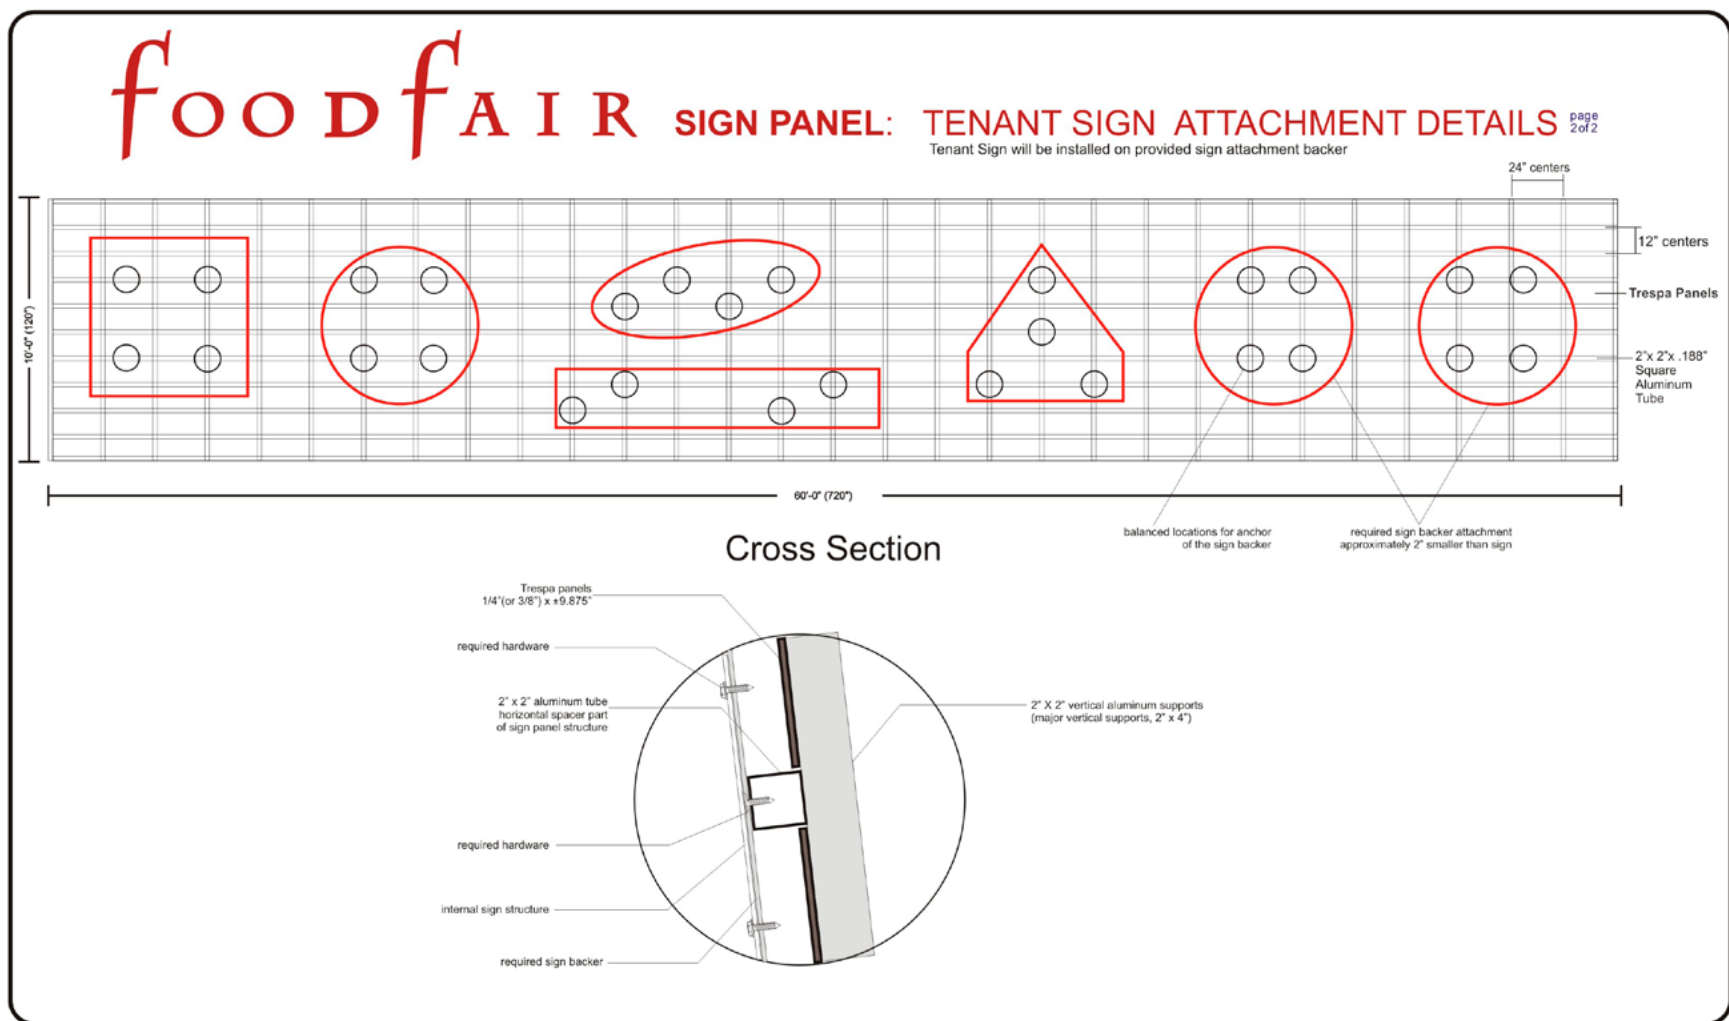 fOODfAIR SIGN PANEL: TENANT SIGN ATTACHMENT DETAILS page
2of2
Tenant Sign will be installed on provided sign attachment backer
24" centers
12" centers
Trespa Panels
10'-0" (120")
2"x 2"x .188"
Square
Aluminum
Tube
60'-0" (720")
balanced locations for anchor
of the sign backer
required sign backer attachment
approximately 2" smaller than sign
Cross Section
Trespa panels
1/4"(or 3/8") x ±9.875"
required hardware
2" x 2" aluminum tube
horizontal spacer part
of sign panel structure
2" X 2" vertical aluminum supports
(major vertical supports, 2" x 4")
required hardware
internal sign structure
required sign backer